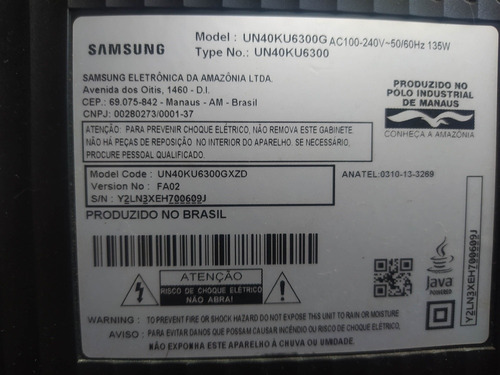 SAMSUNG
Model : UN40KU6300G AC100-240V~50/60Hz 135W
Type No.: UN40KU6300
SAMSUNG ELETRÔNICA DA AMAZÔNIA LTDA.
Avenida dos Oitis, 1460 - D.I.
CEP.: 69.075-842 - Manaus - AM - Brasil
CNPJ: 00280273/0001-37
PRODUZIDO NO
POLO INDUSTRIAL
DE MANAUS
CONHEÇA A AMAZÔNIA
ATENÇÃO: PARA PREVENIR CHOQUE ELÉTRICO, NÃO REMOVA ESTE GABINETE.
NÃO HÁ PEÇAS DE REPOSIÇÃO NO INTERIOR DO APARELHO. SE NECESSÁRIO,
PROCURE PESSOAL QUALIFICADO.
Model Code : UN40KU6300GXZD
Version No : FA02
S/N : Y2LN3XEH700609J
ANATEL:0310-13-3269
PRODUZIDO NO BRASIL
ATENÇÃO
RISCO DE CHOQUE ELÉTRICO
NÃO ABRA!
Java
POWERED
Y2LN3XEH700609J
WARNING : TO PREVENT FIRE OR SHOCK HAZARD DO NOT EXPOSE THIS SET TO RAIN OR MOISTURE.
AVISO : PARA EVITAR DANOS QUE POSSAM CAUSAR INCÊNDIO OU RISCO DE CHOQUE ELÉTRICO,
NÃO EXPONHA ESTE APARELHO À CHUVA OU UMIDADE.